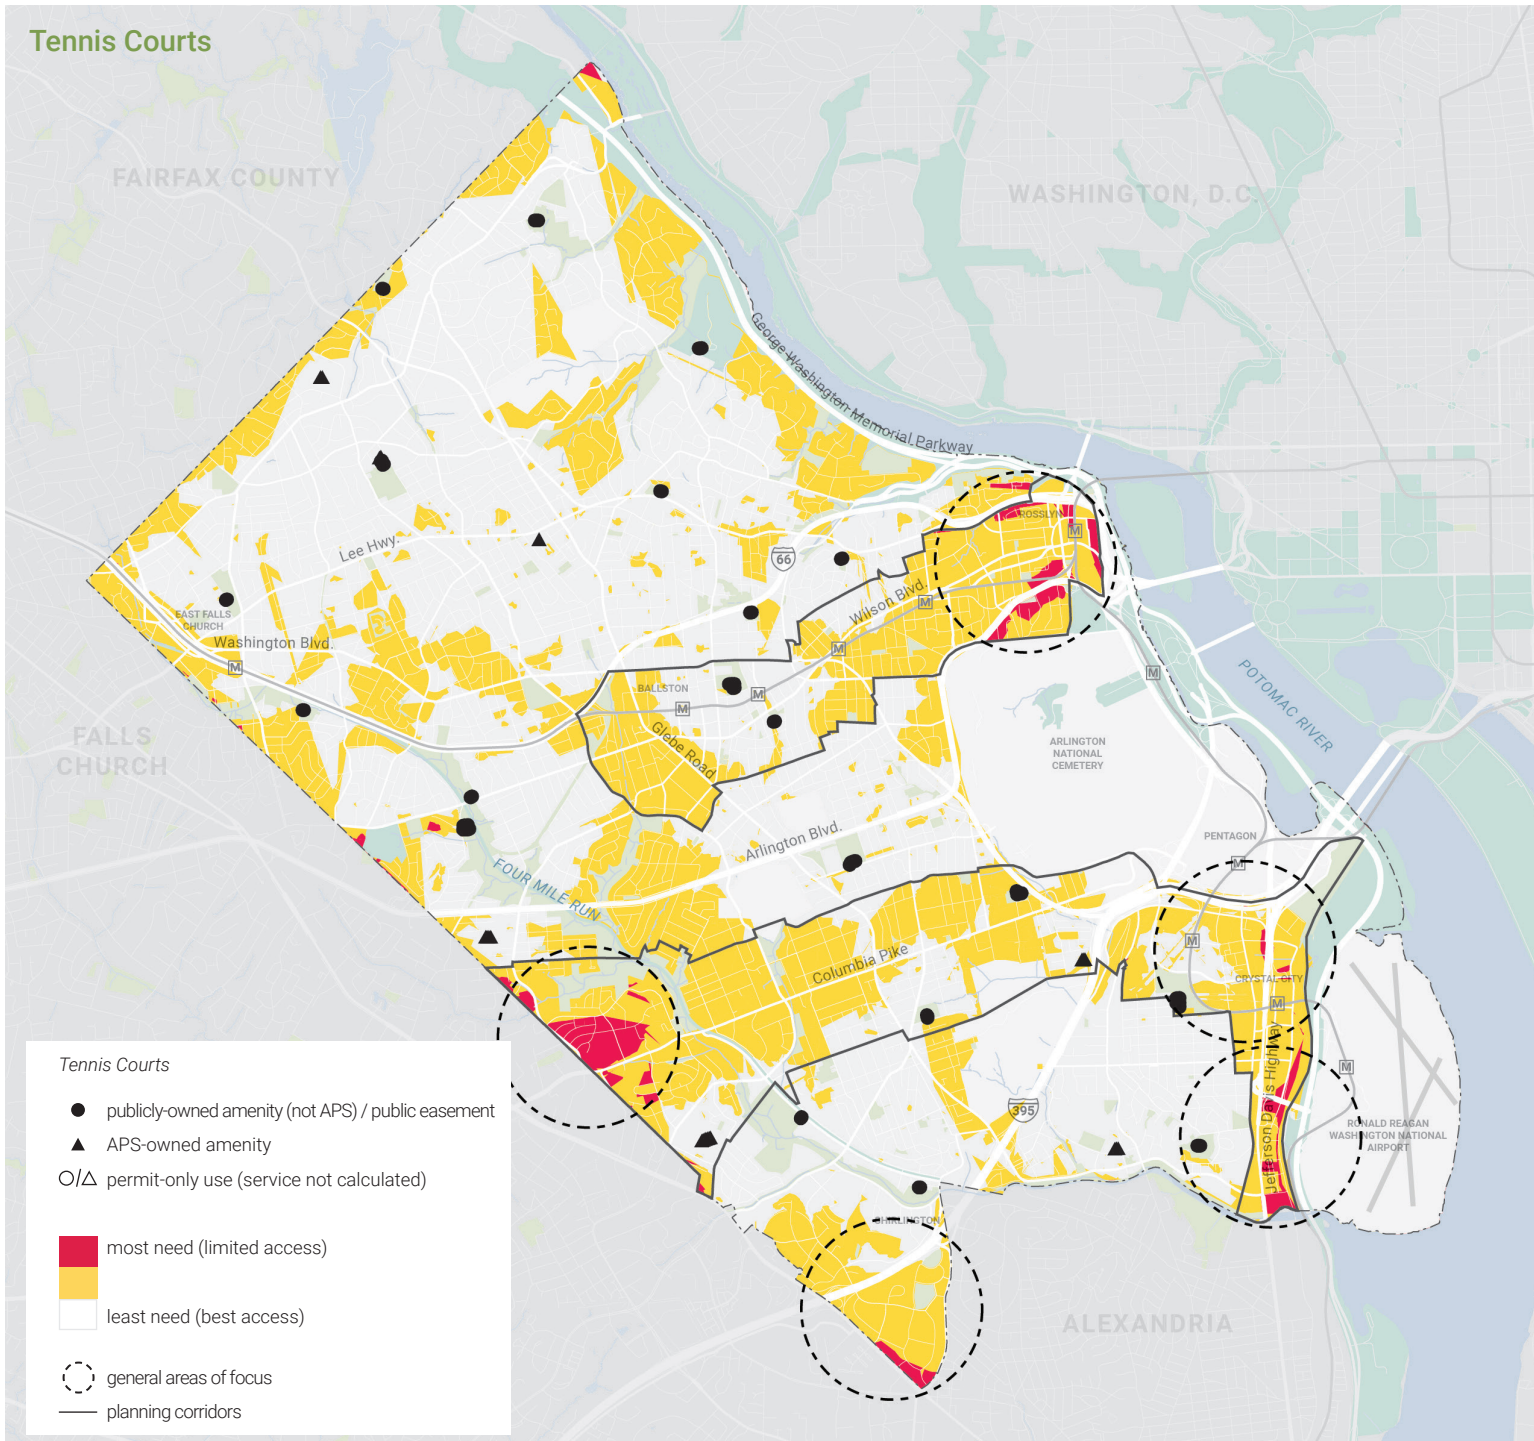 Tennis Courts
FAIRFAX COUNTY
WASHINGTON, D.C.
George Washington Memorial Parkway
ROSSLYN
M
Lee Hwy.
66
Wilson Blvd.
M
EAST FALLS
CHURCH
Washington Blvd.
M
M
M
BALLSTON
M
M
Glebe Road
POTOMAC RIVER
FALLS
CHURCH
ARLINGTON
NATIONAL
CEMETERY
Arlington Blvd.
PENTAGON
M
FOUR MILE RUN
Columbia Pike
M
CRYSTAL CITY
M
Jefferson Davis Highway
M
395
RONALD REAGAN
WASHINGTON NATIONAL
AIRPORT
SHIRLINGTON
ALEXANDRIA
Tennis Courts
publicly-owned amenity (not APS) / public easement
APS-owned amenity
permit-only use (service not calculated)
most need (limited access)
least need (best access)
general areas of focus
planning corridors